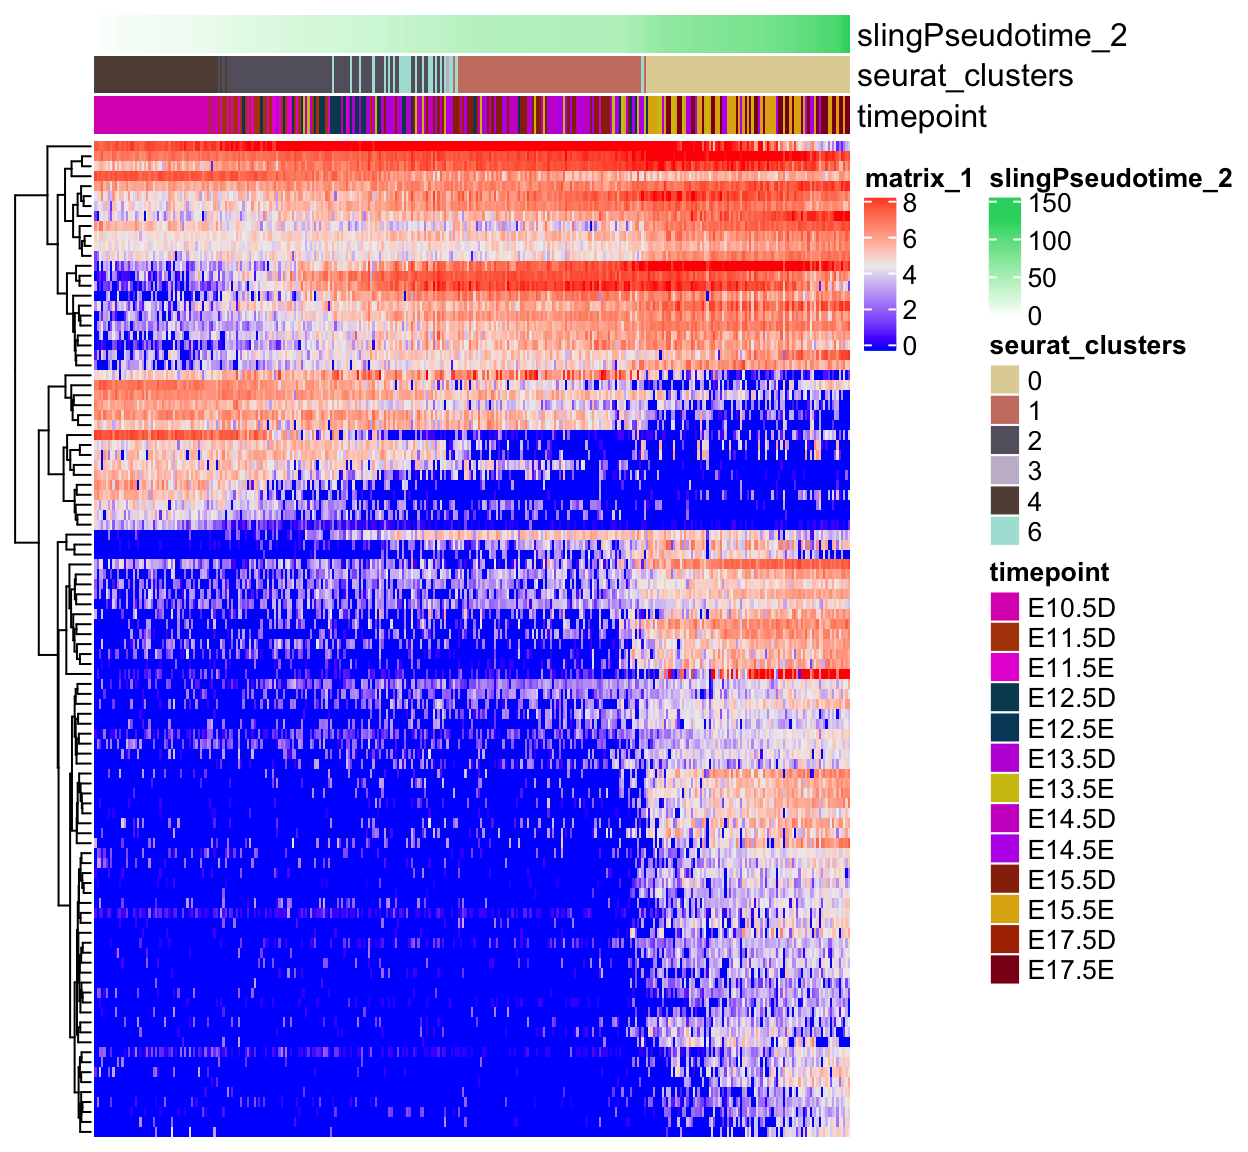 slingPseudotime_2
seurat_clusters
timepoint
matrix_1
8
6
4
2
0
slingPseudotime_2
150
100
50
0
seurat_clusters
0
1
2
3
4
6
timepoint
E10.5D
E11.5D
E11.5E
E12.5D
E12.5E
E13.5D
E13.5E
E14.5D
E14.5E
E15.5D
E15.5E
E17.5D
E17.5E